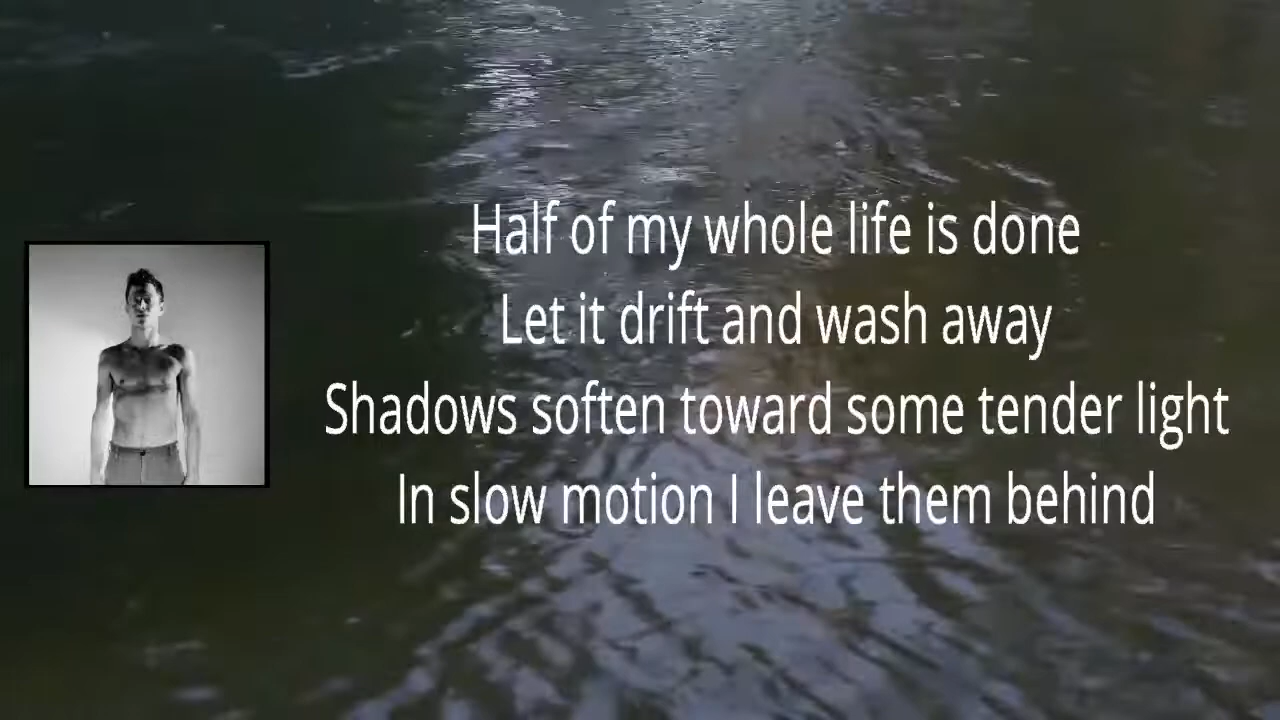 Half of my whole life is done
Let it drift and wash away
Shadows soften toward some tender light
In slow motion I leave them behind